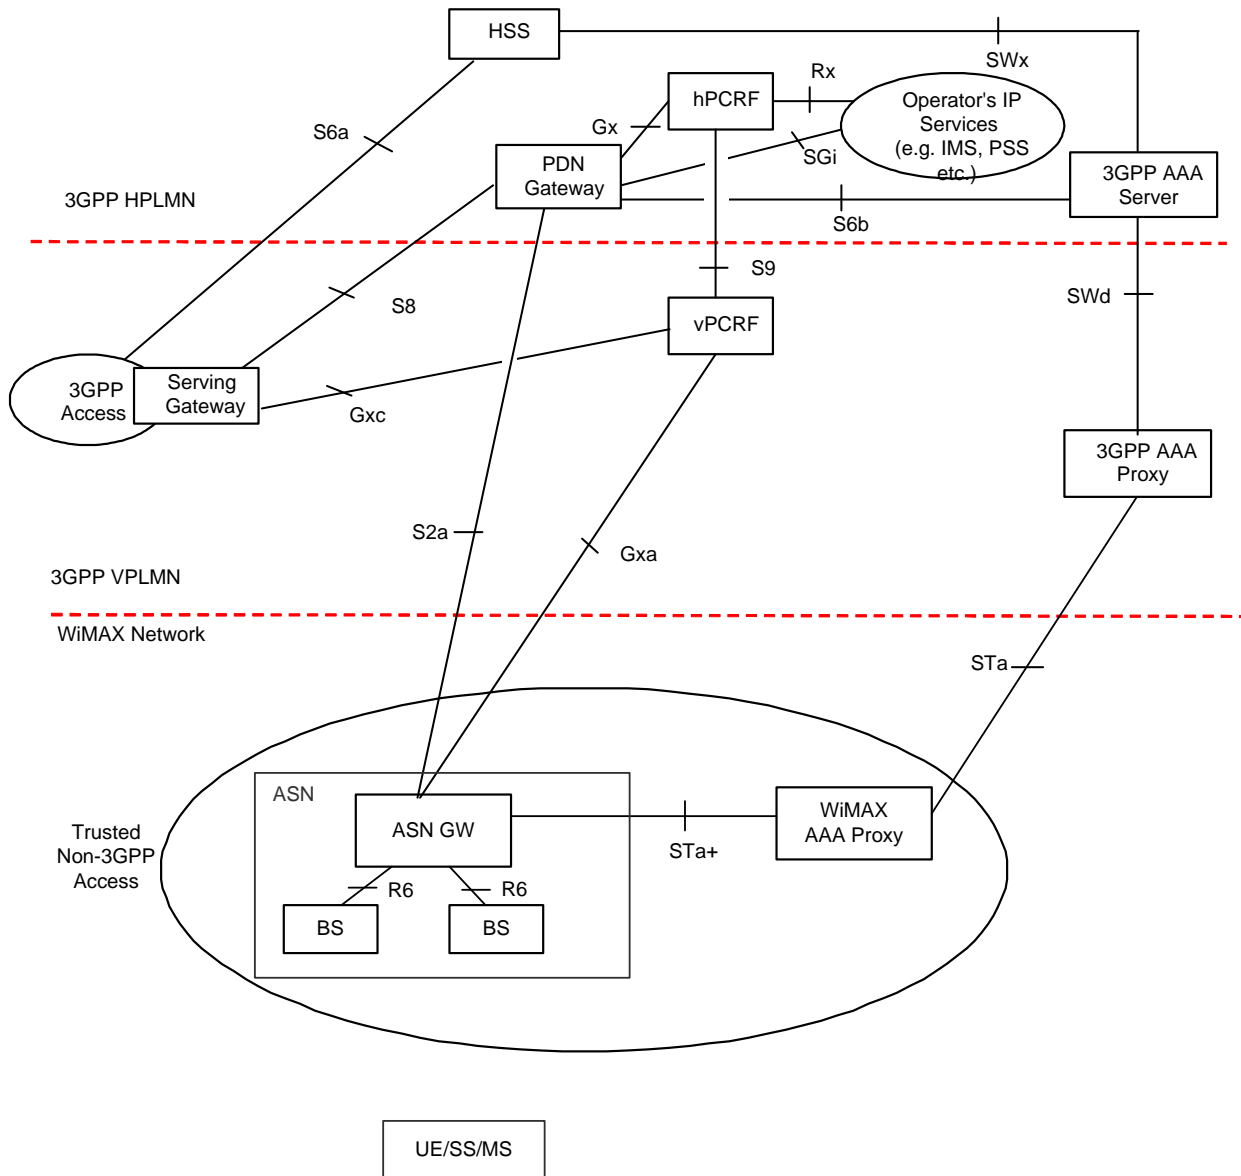 HSS
SWx
Rx
hPCRF
Operator's IP
Services
(e.g. IMS, PSS
etc.)
Gx
S6a
SGi
PDN
Gateway
3GPP AAA
Server
3GPP HPLMN
S6b
S9
SWd
S8
vPCRF
3GPP
Access
Serving
Gateway
Gxc
3GPP AAA
Proxy
S2a
Gxa
3GPP VPLMN
WiMAX Network
STa
ASN
ASN GW
WiMAX
AAA Proxy
Trusted
Non-3GPP
Access
STa+
R6
R6
BS
BS
UE/SS/MS